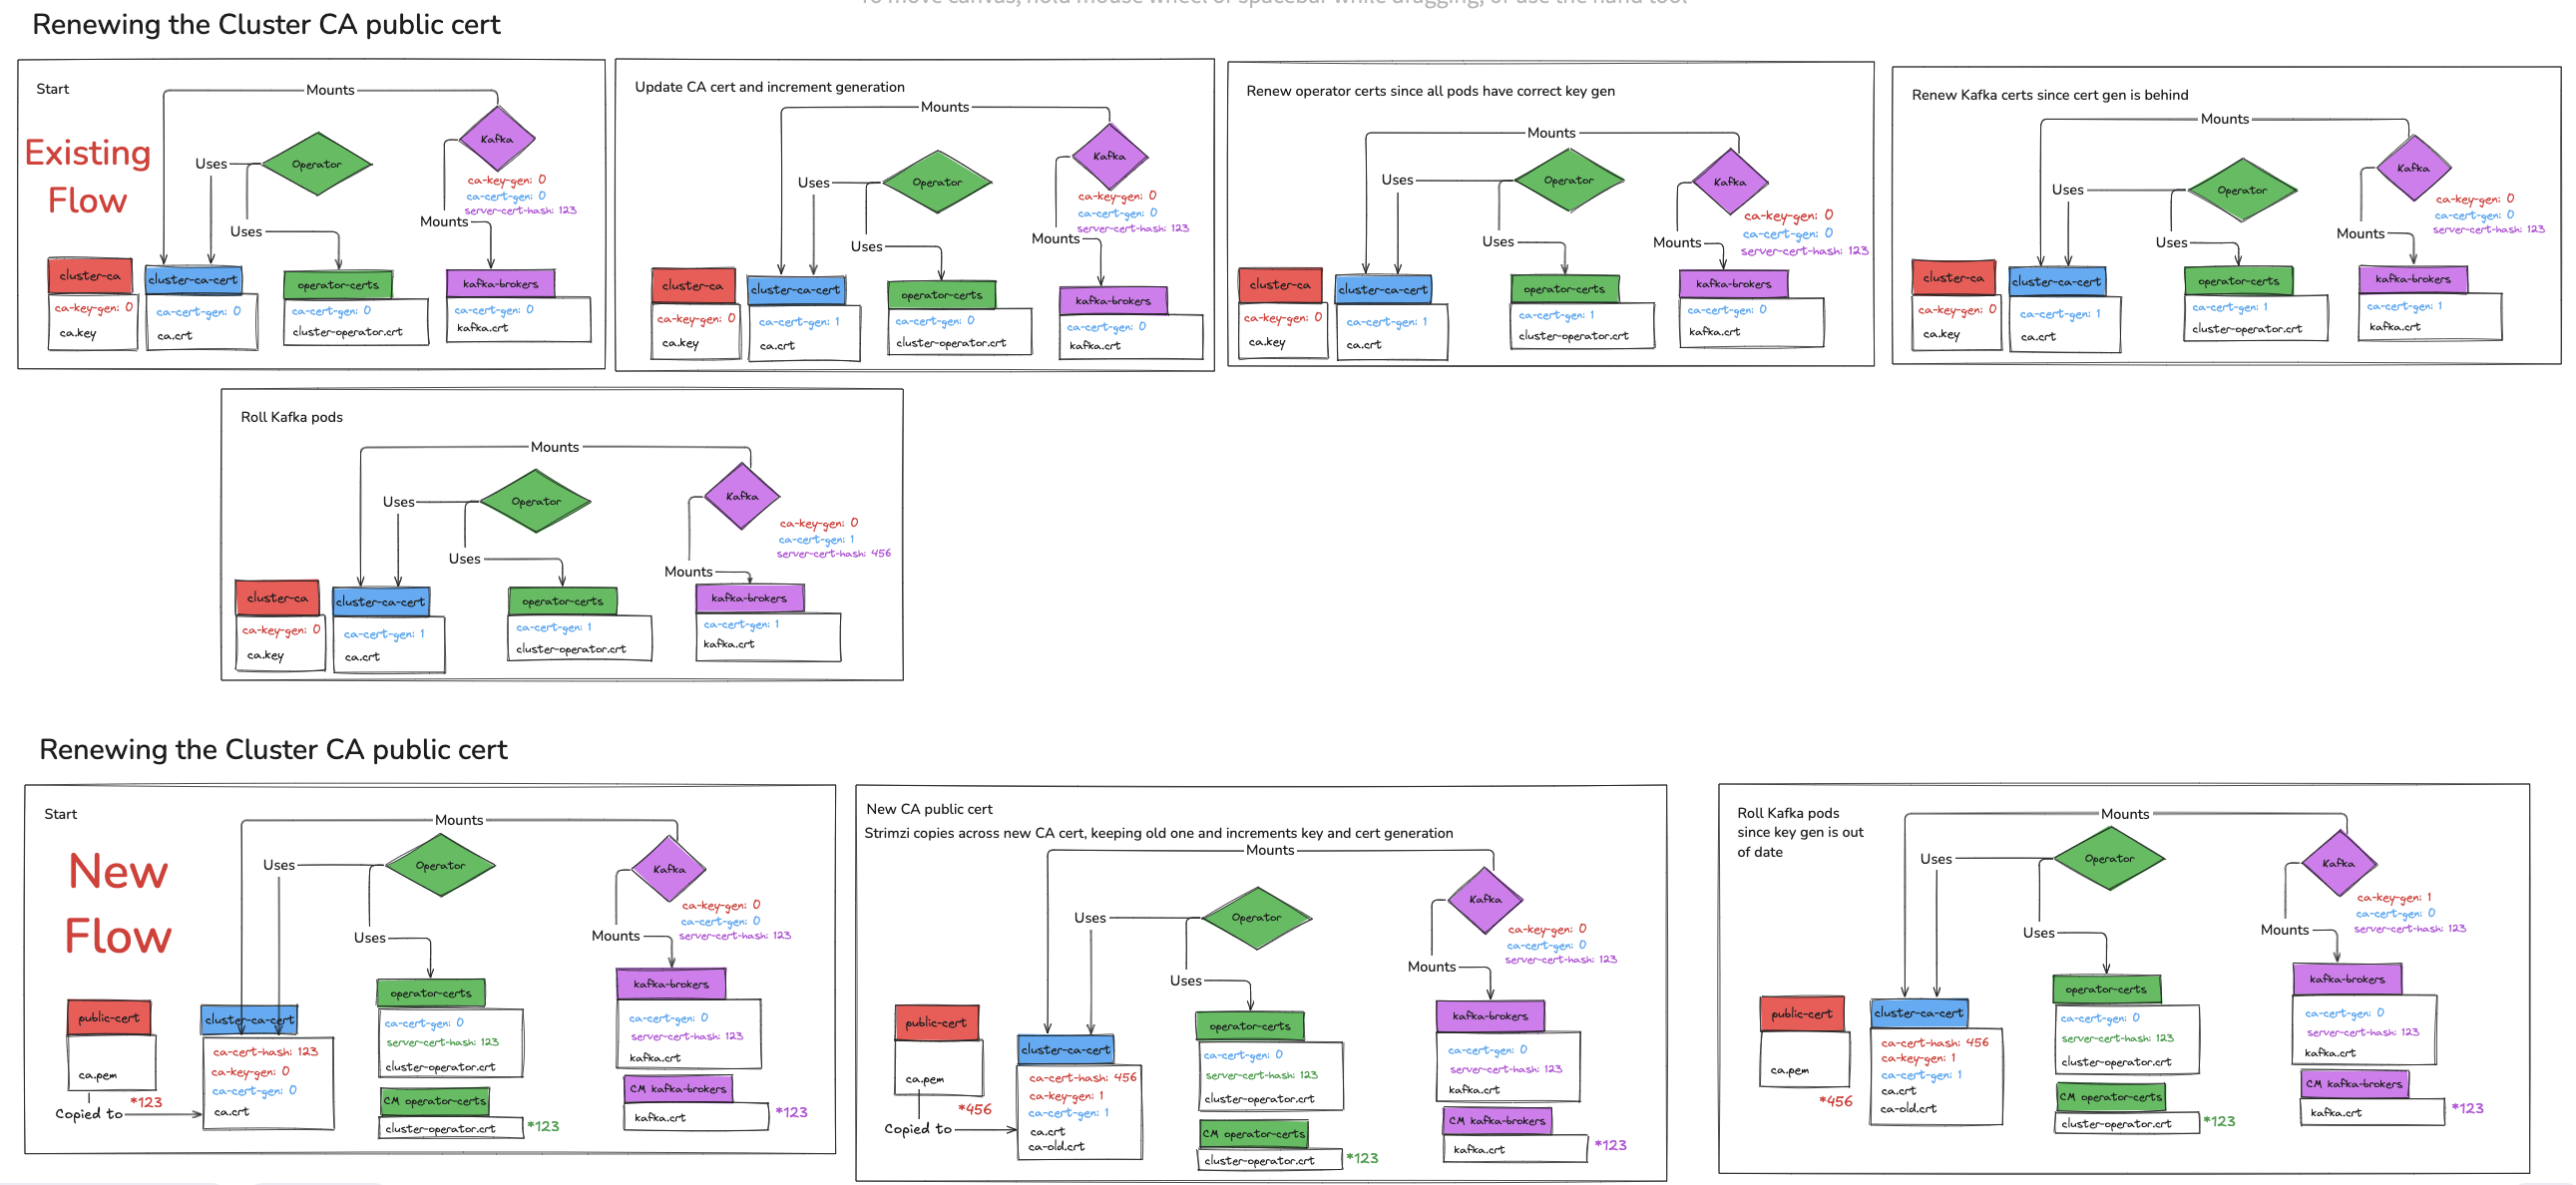 To move canvas, hold mouse wheel or spacebar while dragging, or use the hand tool
Renewing the Cluster CA public cert
Start
Existing
Flow
Mounts
Uses
Operator
Kafka
ca-key-gen: 0
ca-cert-gen: 0
server-cert-hash: 123
Mounts
Uses
cluster-ca
ca-key-gen: 0
ca.key
cluster-ca-cert
ca-cert-gen: 0
ca.crt
operator-certs
ca-cert-gen: 0
cluster-operator.crt
kafka-brokers
ca-cert-gen: 0
kafka.crt
Update CA cert and increment generation
Mounts
Uses
Operator
Kafka
ca-key-gen: 0
ca-cert-gen: 0
server-cert-hash: 123
Mounts
Uses
cluster-ca
ca-key-gen: 0
ca.key
cluster-ca-cert
ca-cert-gen: 1
ca.crt
operator-certs
ca-cert-gen: 0
cluster-operator.crt
kafka-brokers
ca-cert-gen: 0
kafka.crt
Renew operator certs since all pods have correct key gen
Mounts
Uses
Operator
Kafka
ca-key-gen: 0
ca-cert-gen: 0
server-cert-hash: 123
Mounts
Uses
cluster-ca
ca-key-gen: 0
ca.key
cluster-ca-cert
ca-cert-gen: 1
ca.crt
operator-certs
ca-cert-gen: 1
cluster-operator.crt
kafka-brokers
ca-cert-gen: 0
kafka.crt
Renew Kafka certs since cert gen is behind
Mounts
Uses
Operator
Kafka
ca-key-gen: 0
ca-cert-gen: 0
server-cert-hash: 123
Mounts
Uses
cluster-ca
ca-key-gen: 0
ca.key
cluster-ca-cert
ca-cert-gen: 1
ca.crt
operator-certs
ca-cert-gen: 1
cluster-operator.crt
kafka-brokers
ca-cert-gen: 1
kafka.crt
Roll Kafka pods
Mounts
Uses
Operator
Kafka
ca-key-gen: 0
ca-cert-gen: 1
server-cert-hash: 456
Uses
Mounts
cluster-ca
ca-key-gen: 0
ca.key
cluster-ca-cert
ca-cert-gen: 1
ca.crt
operator-certs
ca-cert-gen: 1
cluster-operator.crt
kafka-brokers
ca-cert-gen: 1
kafka.crt
Renewing the Cluster CA public cert
Start
New
Flow
Mounts
Uses
Operator
Kafka
ca-key-gen: 0
ca-cert-gen: 0
server-cert-hash: 123
Mounts
Uses
public-cert
ca.pem
*123
Copied to
cluster-ca-cert
ca-cert-hash: 123
ca-key-gen: 0
ca-cert-gen: 0
ca.crt
operator-certs
ca-cert-gen: 0
server-cert-hash: 123
cluster-operator.crt
CM operator-certs
cluster-operator.crt
*123
kafka-brokers
ca-cert-gen: 0
server-cert-hash: 123
kafka.crt
CM kafka-brokers
kafka.crt
*123
New CA public cert
Strimzi copies across new CA cert, keeping old one and increments key and cert generation
Mounts
Uses
Operator
Kafka
ca-key-gen: 0
ca-cert-gen: 0
server-cert-hash: 123
Mounts
Uses
public-cert
ca.pem
*456
Copied to
cluster-ca-cert
ca-cert-hash: 456
ca-key-gen: 1
ca-cert-gen: 1
ca.crt
ca-old.crt
operator-certs
ca-cert-gen: 0
server-cert-hash: 123
cluster-operator.crt
CM operator-certs
cluster-operator.crt
*123
kafka-brokers
ca-cert-gen: 0
server-cert-hash: 123
kafka.crt
CM kafka-brokers
kafka.crt
*123
Roll Kafka pods
since key gen is out
of date
Mounts
Uses
Operator
Kafka
ca-key-gen: 1
ca-cert-gen: 0
server-cert-hash: 123
Mounts
Uses
public-cert
ca.pem
*456
cluster-ca-cert
ca-cert-hash: 456
ca-key-gen: 1
ca-cert-gen: 1
ca.crt
ca-old.crt
operator-certs
ca-cert-gen: 0
server-cert-hash: 123
cluster-operator.crt
CM operator-certs
cluster-operator.crt
*123
kafka-brokers
ca-cert-gen: 0
server-cert-hash: 123
kafka.crt
CM kafka-brokers
kafka.crt
*123